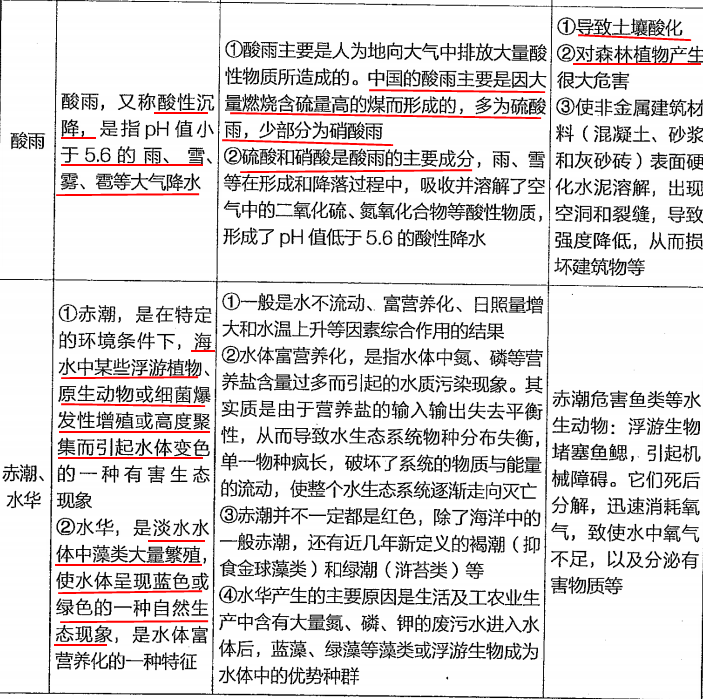 酸雨
酸雨，又称酸性沉
降，是指pH值小
于5.6的雨、雪、
雾、雹等大气降水
①酸雨主要是人为地向大气中排放大量酸
性物质所造成的。中国的酸雨主要是因大
量燃烧含硫量高的煤而形成的，多为硫酸
雨，少部分为硝酸雨
②硫酸和硝酸是酸雨的主要成分，雨、雪
等在形成和降落过程中，吸收并溶解了空
气中的二氧化硫、氮氧化合物等酸性物质，
形成了pH值低于5.6的酸性降水
①导致土壤酸化
②对森林植物产生
很大危害
③使非金属建筑材
料（混凝土、砂浆
和灰砂砖）表面硬
化水泥溶解，出现
空洞和裂缝，导致
强度降低，从而损
坏建筑物等
赤潮、
水华
①赤潮，是在特定
的环境条件下，海
水中某些浮游植物、
原生动物或细菌爆
发性增殖或高度聚
集而引起水体变色
的一种有害生态
现象
②水华，是淡水水
体中藻类大量繁殖，
使水体呈现蓝色或
绿色的一种自然生
态现象，是水体富
营养化的一种特征
①一般是水不流动、富营养化、日照量增
大和水温上升等因素综合作用的结果
②水体富营养化，是指水体中氮、磷等营
养盐含量过多而引起的水质污染现象。其
实质是由于营养盐的输入输出失去平衡
性，从而导致水生态系统物种分布失衡，
单一物种疯长，破坏了系统的物质与能量
的流动，使整个水生态系统逐渐走向灭亡
③赤潮并不一定都是红色，除了海洋中的
一般赤潮，还有近几年新定义的褐潮（抑
食金球藻类）和绿潮（浒苔类）等
④水华产生的主要原因是生活及工农业生
产中含有大量氮、磷、钾的废污水进入水
体后，蓝藻、绿藻等藻类或浮游生物成为
水体中的优势种群
赤潮危害鱼类等水
生动物：浮游生物
堵塞鱼鳃，引起机
械障碍。它们死后
分解，迅速消耗氧
气，致使水中氧气
不足，以及分泌有
害物质等